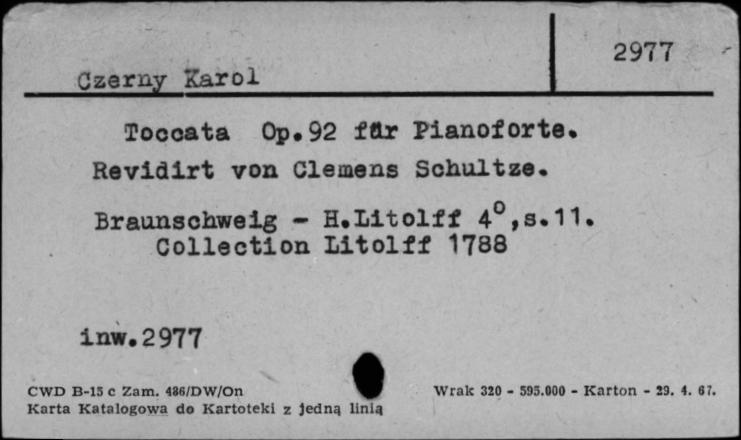 2977
Czerny Karol
Toccata Op.92 für Pianoforte.
Revidirt von Clemens Schultze.
Braunschweig - H.Litolff 4°,s.11.
Collection Litolff 1788
inw.2977
CWD B-15 c Zam. 486/DW/On
Wrak 320 - 595.000 - Karton - 29. 4. 67.
Karta Katalogowa do Kartoteki z jedną linią